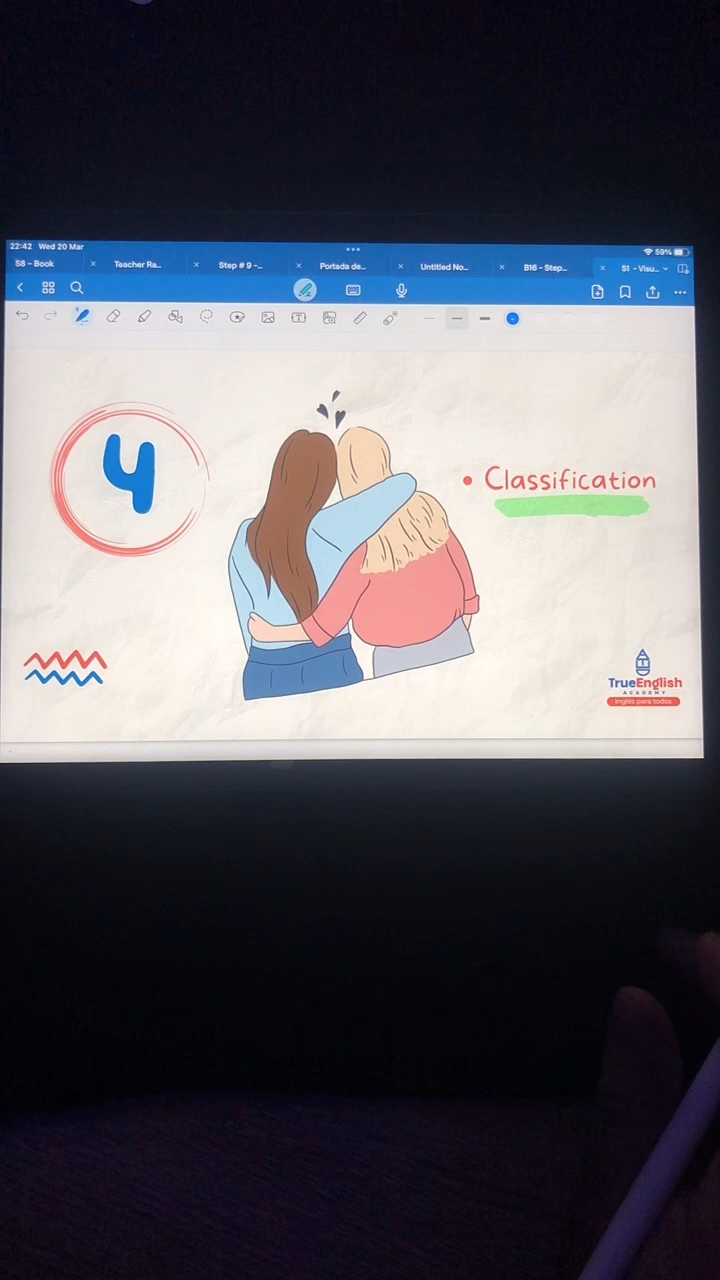 22:42 Wed 20 Mar
59%
S8 - Book
Teacher Ra...
Step # 9 -...
Portada de...
Untitled No...
B16 - Step...
S1 - Visu...
4
• Classification
TrueEnglish
ACADEMY
Inglés para todos